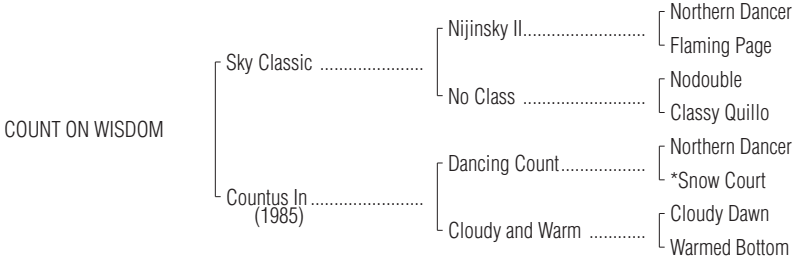 Northern Dancer
Nijinsky II..........................
Flaming Page
Sky Classic ......................
No Class ..........................
Nodouble
Classy Quillo
COUNT ON WISDOM
Northern Dancer
Dancing Count..................
*Snow Court
Countus In........................
(1985)
Cloudy and Warm ............
Cloudy Dawn
Warmed Bottom